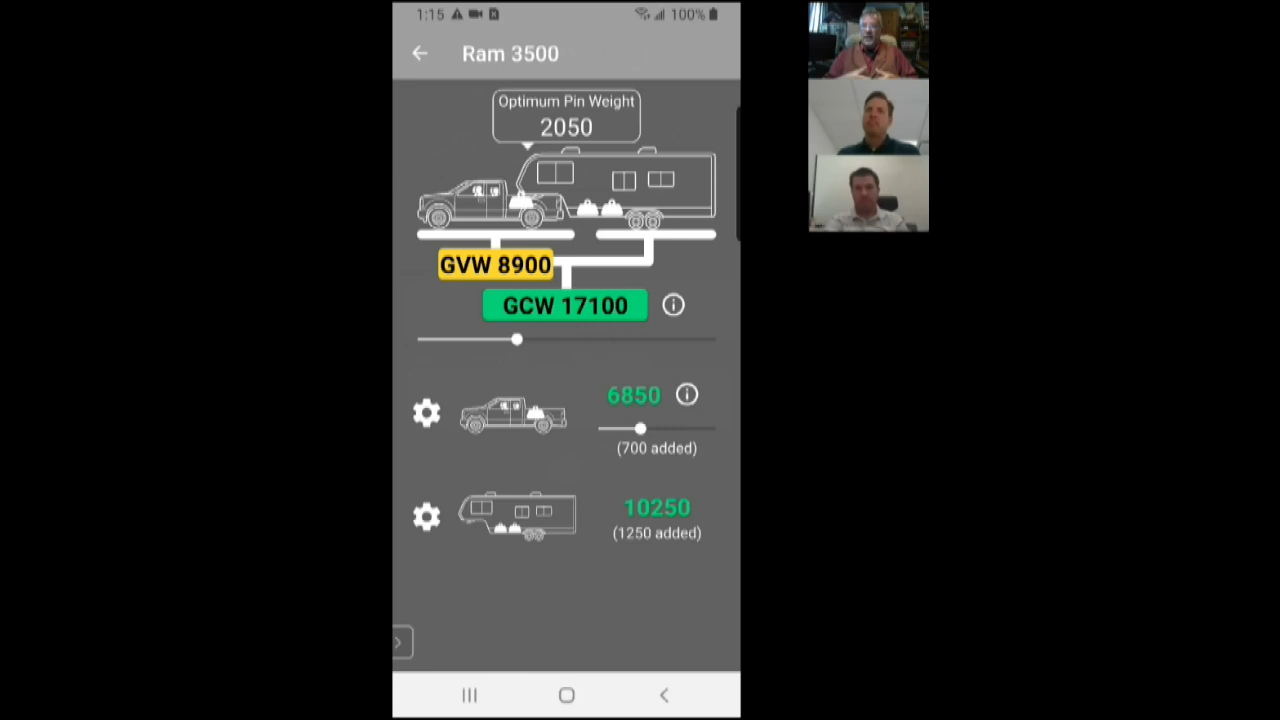 1:15 100%
Ram 3500
Optimum Pin Weight
2050
GVW 8900
GCW 17100
6850
(700 added)
10250
(1250 added)